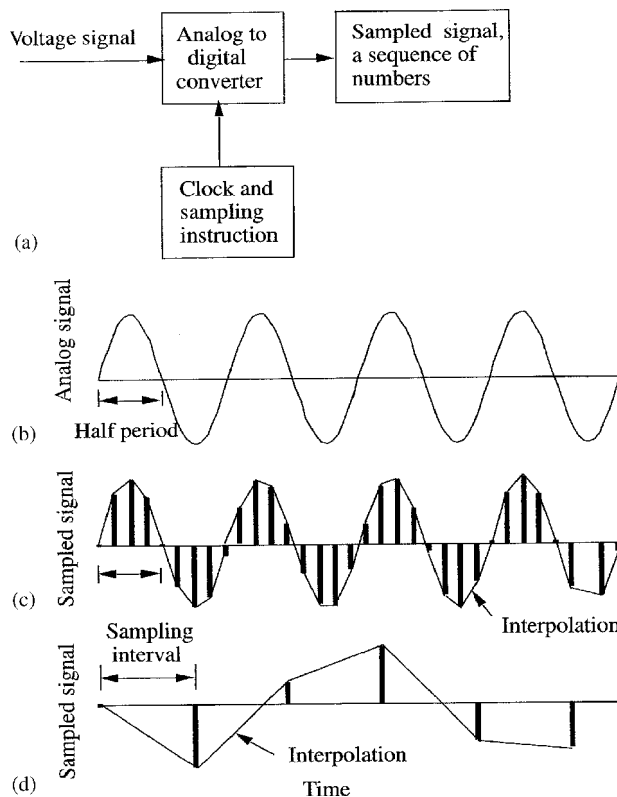 Voltage signal
Analog to
digital
converter
Sampled signal,
a sequence of
numbers
Clock and
sampling
instruction
(a)
Analog signal
Half period
(b)
Sampled signal
Interpolation
(c)
Sampling
interval
Sampled signal
Interpolation
(d)
Time